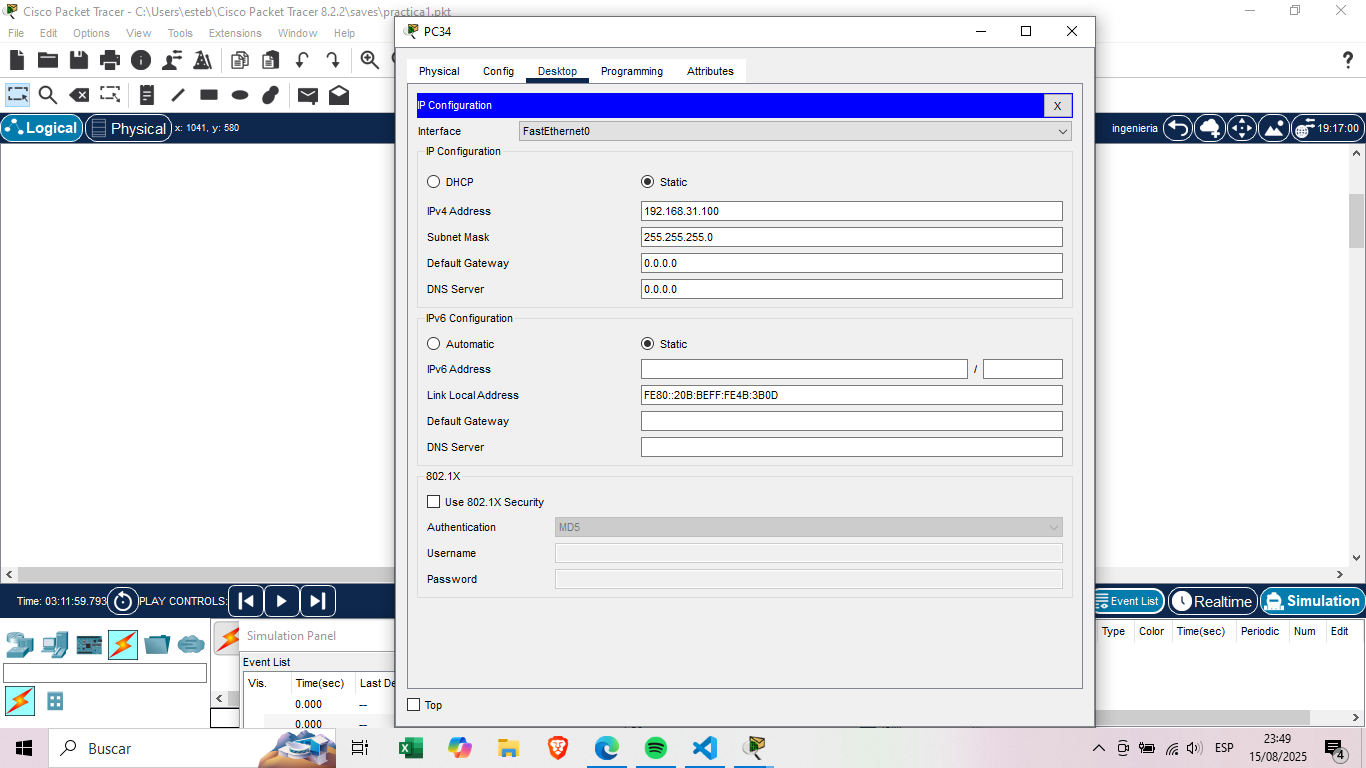 Cisco Packet Tracer - C:\Users\esteb\Cisco Packet Tracer 8.2.2\saves\practica1.pkt
File Edit Options View Tools Extensions Window Help
PC34
Physical Config Desktop Programming Attributes
IP Configuration X
Logical Physical x: 1041, y: 580
ingenieria 19:17:00
Interface FastEthernet0
IP Configuration
DHCP Static
IPv4 Address 192.168.31.100
Subnet Mask 255.255.255.0
Default Gateway 0.0.0.0
DNS Server 0.0.0.0
IPv6 Configuration
Automatic Static
IPv6 Address /
Link Local Address FE80::20B:BEFF:FE4B:3B0D
Default Gateway
DNS Server
802.1X
Use 802.1X Security
Authentication MD5
Username
Password
Time: 03:11:59.793 PLAY CONTROLS:
Event List Realtime Simulation
Simulation Panel
Event List
Vis. Time(sec) Last De
0.000 --
0.000 --
Type Color Time(sec) Periodic Num Edit
Top
Buscar
ESP
23:49
15/08/2025
4